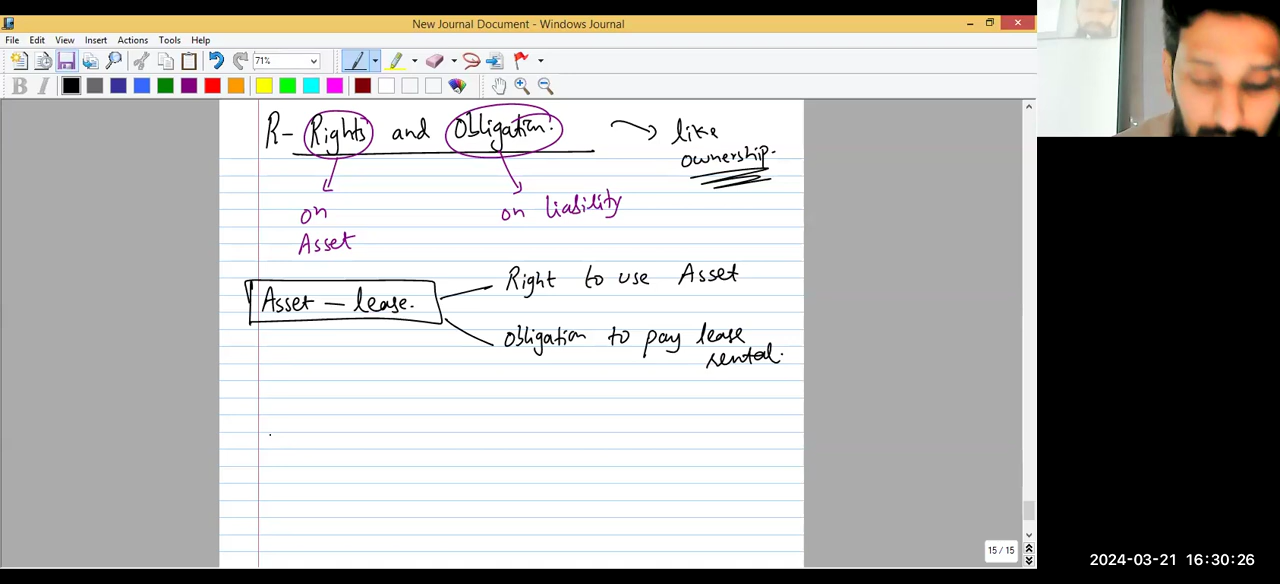 New Journal Document - Windows Journal
File Edit View Insert Actions Tools Help
71%
B I
R- Rights and Obligation: like
ownership.
on
Asset
on liability
Asset — lease.
Right to use Asset
Obligation to pay lease
rental.
15 / 15
2024-03-21 16:30:26